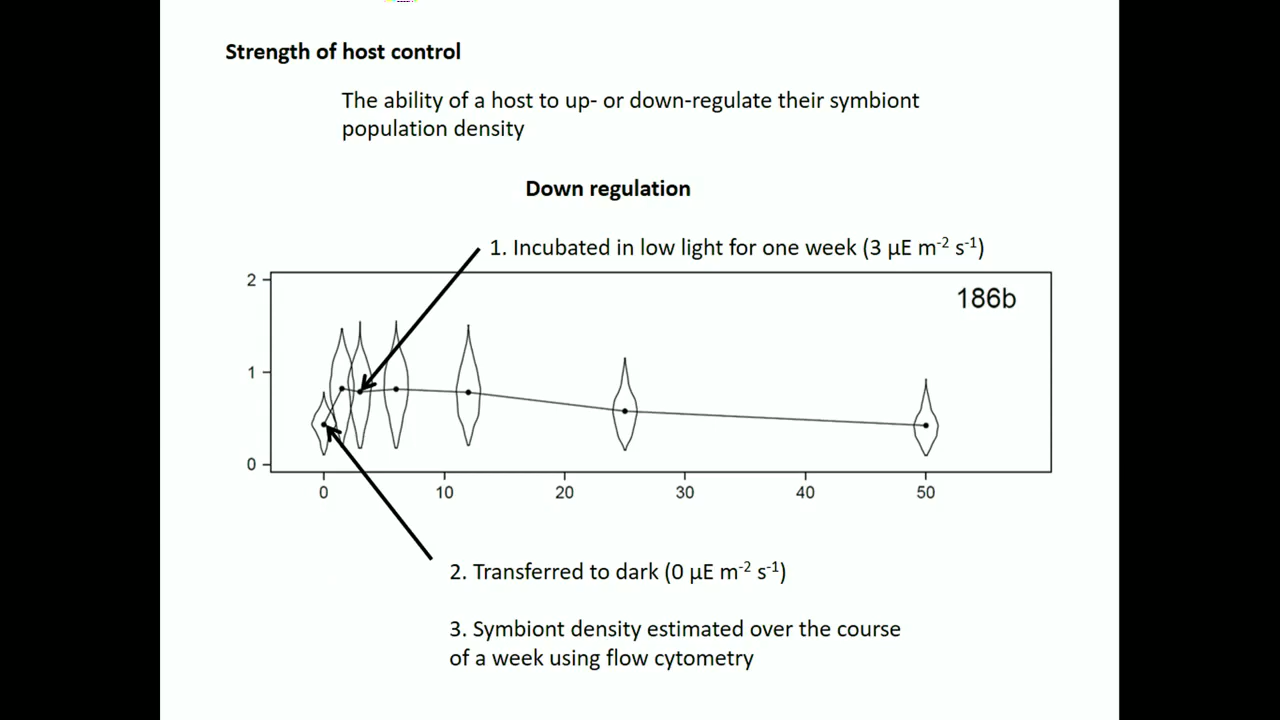 Strength of host control
The ability of a host to up- or down-regulate their symbiont
population density
Down regulation
1. Incubated in low light for one week (3 µE m⁻² s⁻¹)
186b
2
1
0
0 10 20 30 40 50
2. Transferred to dark (0 µE m⁻² s⁻¹)
3. Symbiont density estimated over the course
of a week using flow cytometry